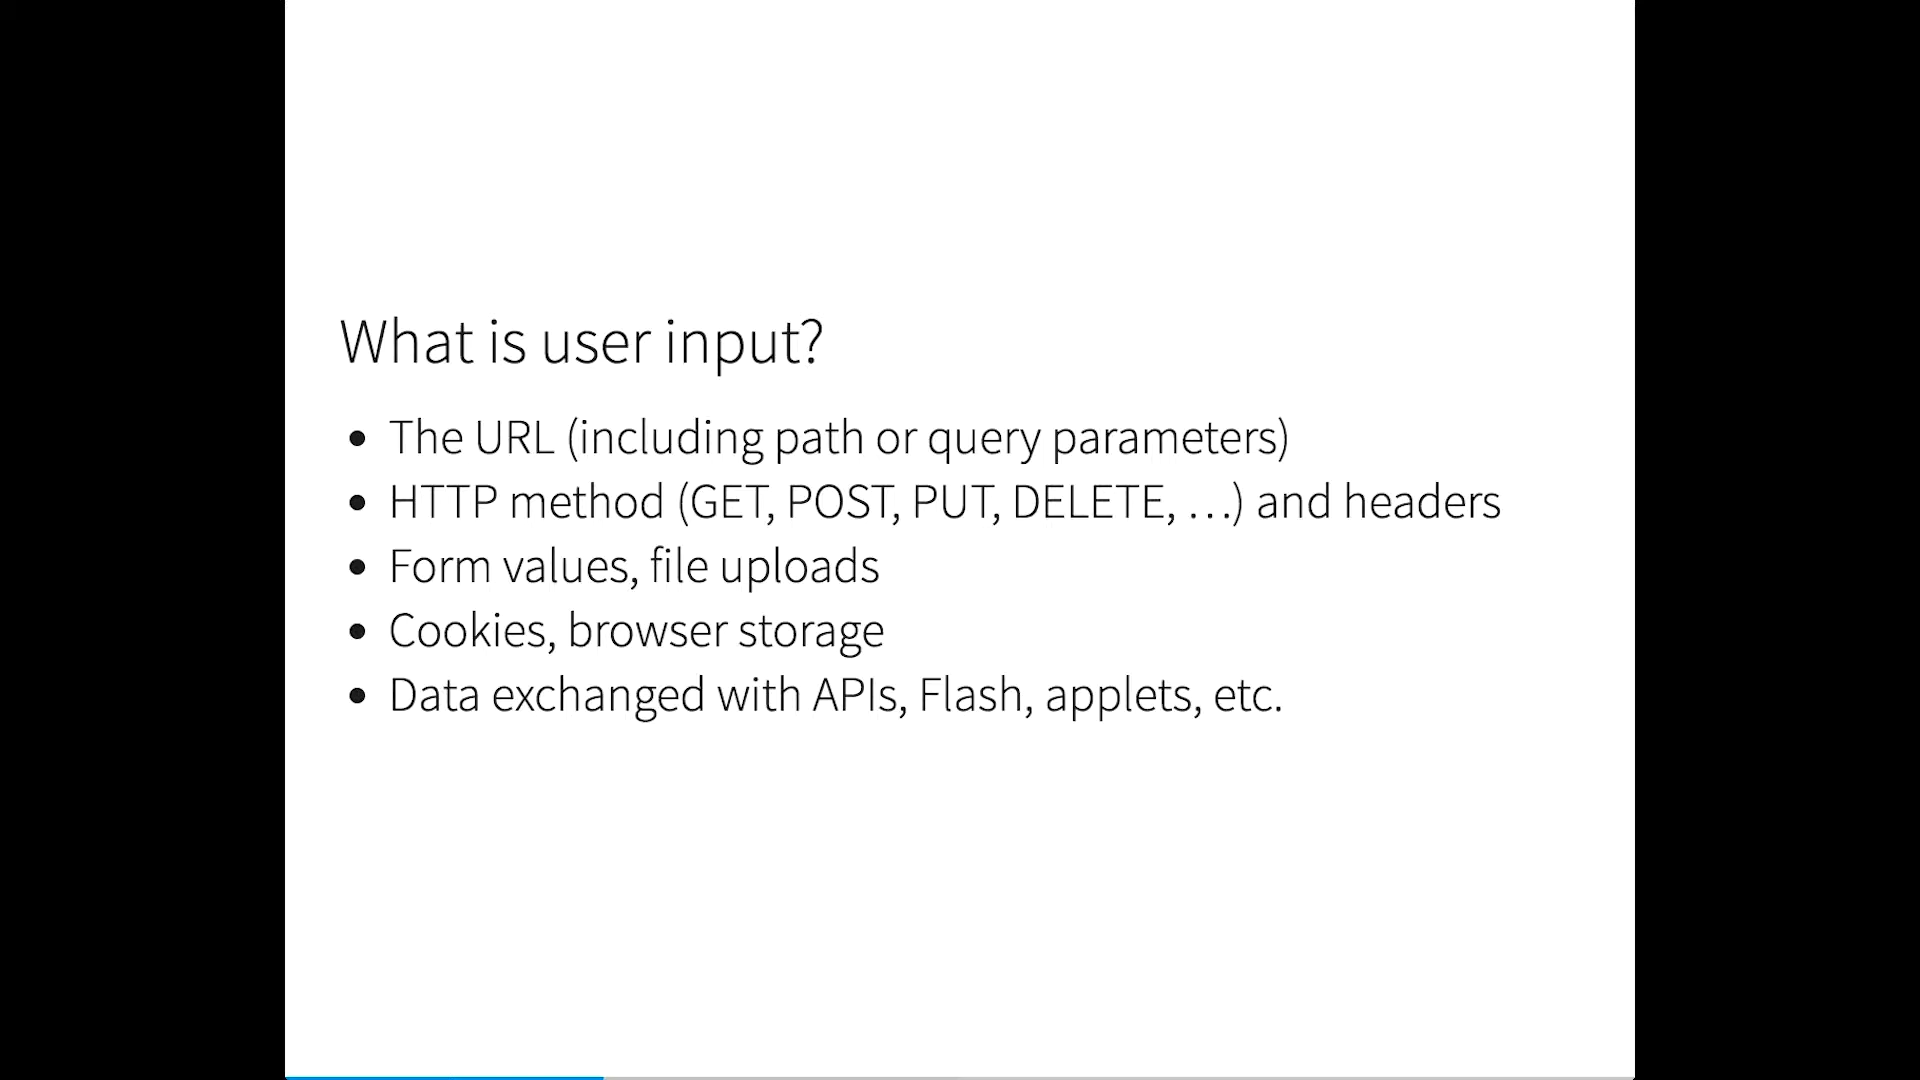 What is user input?
• The URL (including path or query parameters)
• HTTP method (GET, POST, PUT, DELETE, …) and headers
• Form values, file uploads
• Cookies, browser storage
• Data exchanged with APIs, Flash, applets, etc.